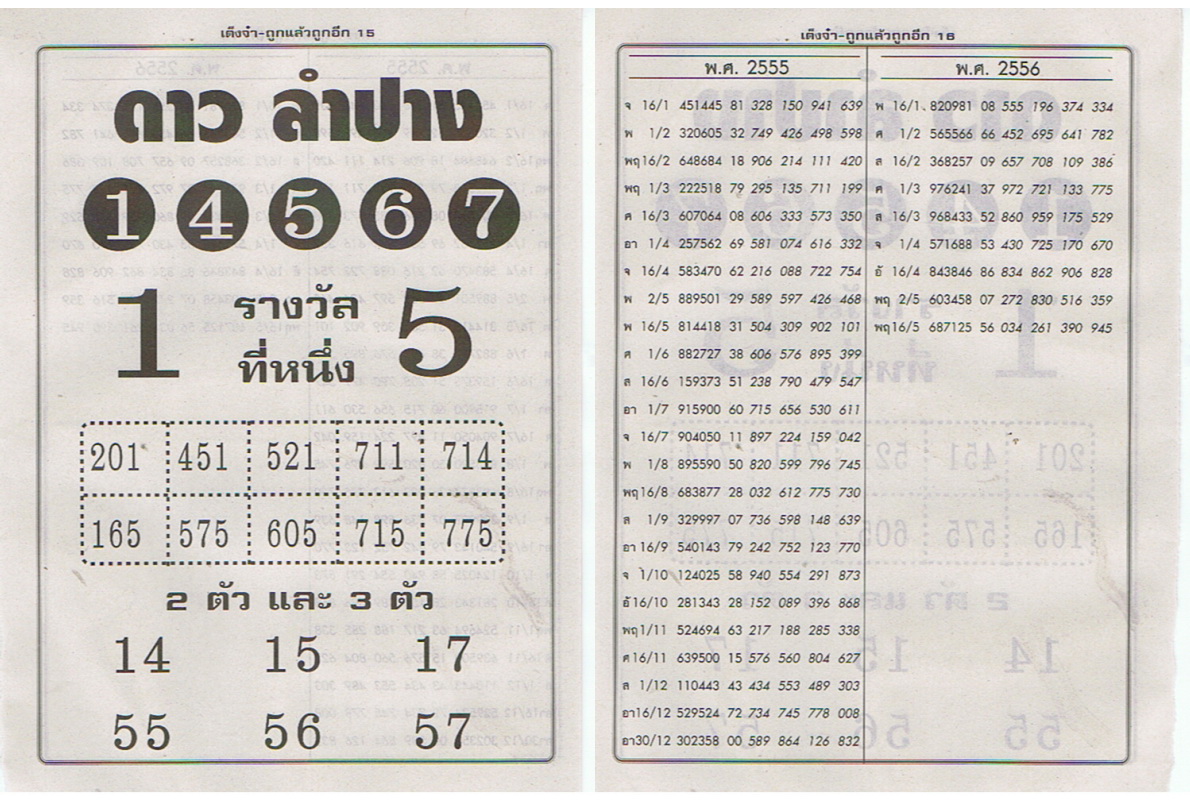 เต็งจ๋า-ถูกแล้วถูกอีก 15
ดาว ลำปาง
1 4 5 6 7
1 รางวัล 5
ที่หนึ่ง
201 451 521 711 714
165 575 605 715 775
2 ตัว และ 3 ตัว
14 15 17
55 56 57
เต็งจ๋า-ถูกแล้วถูกอีก 16
พ.ศ. 2555
จ 16/1 451445 81 328 150 941 639
พ 1/2 320605 32 749 426 498 598
พฤ16/2 648684 18 906 214 111 420
พฤ 1/3 222518 79 295 135 711 199
ศ 16/3 607064 08 606 333 573 350
อา 1/4 257562 69 581 074 616 332
จ 16/4 583470 62 216 088 722 754
พ 2/5 889501 29 589 597 426 468
พ 16/5 814418 31 504 309 902 101
ศ 1/6 882727 38 606 576 895 399
ส 16/6 159373 51 238 790 479 547
อา 1/7 915900 60 715 656 530 611
จ 16/7 904050 11 897 224 159 042
พ 1/8 895590 50 820 599 796 745
พฤ16/8 683877 28 032 612 775 730
ส 1/9 329997 07 736 598 148 639
อา16/9 540143 79 242 752 123 770
จ 1/10 124025 58 940 554 291 873
อั16/10 281343 28 152 089 396 868
พฤ1/11 524694 63 217 188 285 338
ศ16/11 639500 15 576 560 804 627
ส 1/12 110443 43 434 553 489 303
อา16/12 529524 72 734 745 778 008
อา30/12 302358 00 589 864 126 832
พ.ศ. 2556
พ 16/1 820981 08 555 196 374 334
ศ 1/2 565566 66 452 695 641 782
ส 16/2 368257 09 657 708 109 386
ศ 1/3 976241 37 972 721 133 775
ส 16/3 968433 52 860 959 175 529
จ 1/4 571688 53 430 725 170 670
อั 16/4 843846 86 834 862 906 828
พฤ 2/5 603458 07 272 830 516 359
พฤ16/5 687125 56 034 261 390 945